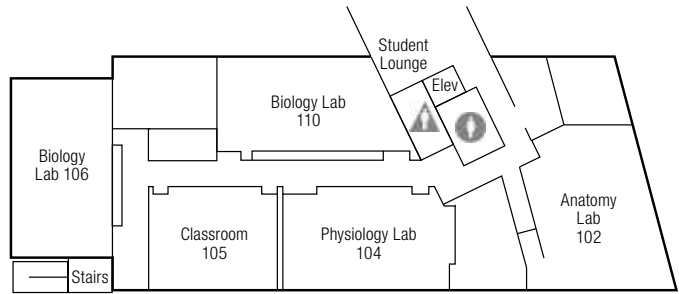 Student
Lounge
Elev
Biology Lab
110
Biology
Lab 106
Anatomy
Lab
102
Classroom
105
Physiology Lab
104
Stairs